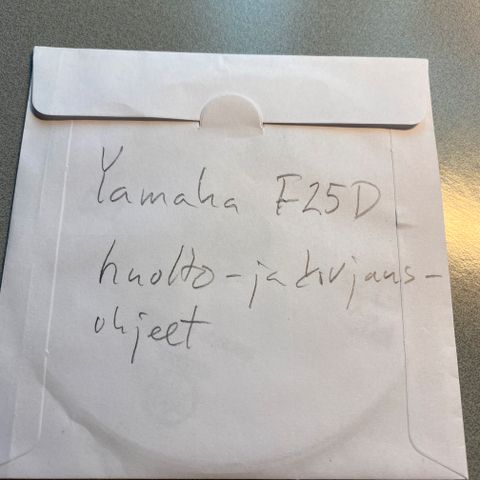 Yamaha F25D
huolto-ja korjaus-
ohjeet